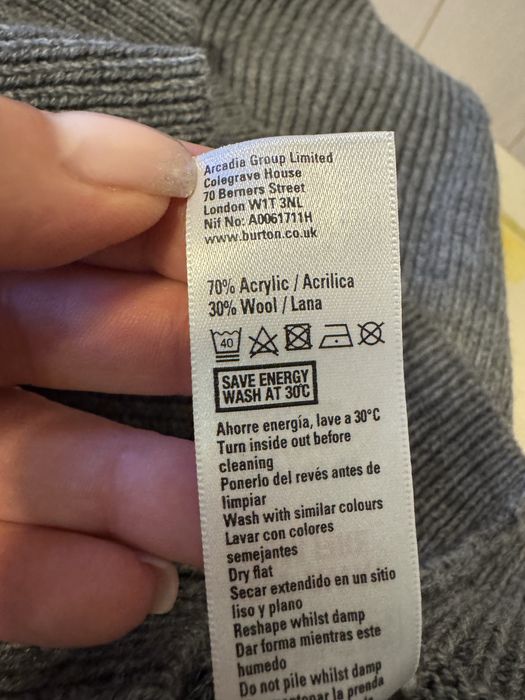 Arcadia Group Limited
Colegrave House
70 Berners Street
London W1T 3NL
Nif No: A0061711H
www.burton.co.uk
70% Acrylic / Acrilica
30% Wool / Lana
40
SAVE ENERGY
WASH AT 30°C
Ahorre energía, lave a 30°C
Turn inside out before
cleaning
Ponerlo del revés antes de
limpiar
Wash with similar colours
Lavar con colores
semejantes
Dry flat
Secar extendido en un sitio
liso y plano
Reshape whilst damp
Dar forma mientras este
humedo
Do not pile whilst damp
la prenda